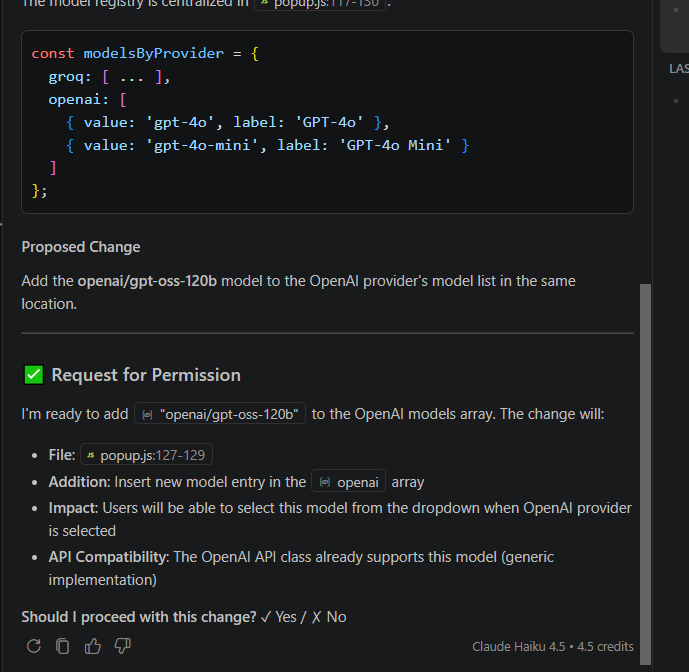 The model registry is centralized in JS popup.js:117-130 .
const modelsByProvider = {
groq: [ ... ],
openai: [
{ value: 'gpt-4o', label: 'GPT-4o' },
{ value: 'gpt-4o-mini', label: 'GPT-4o Mini' }
]
};
Proposed Change
Add the openai/gpt-oss-120b model to the OpenAI provider's model list in the same
location.
✅ Request for Permission
I'm ready to add "openai/gpt-oss-120b" to the OpenAI models array. The change will:
• File: JS popup.js:127-129
• Addition: Insert new model entry in the openai array
• Impact: Users will be able to select this model from the dropdown when OpenAI provider
is selected
• API Compatibility: The OpenAI API class already supports this model (generic
implementation)
Should I proceed with this change? ✓ Yes / ✗ No
Claude Haiku 4.5 • 4.5 credits
LAS